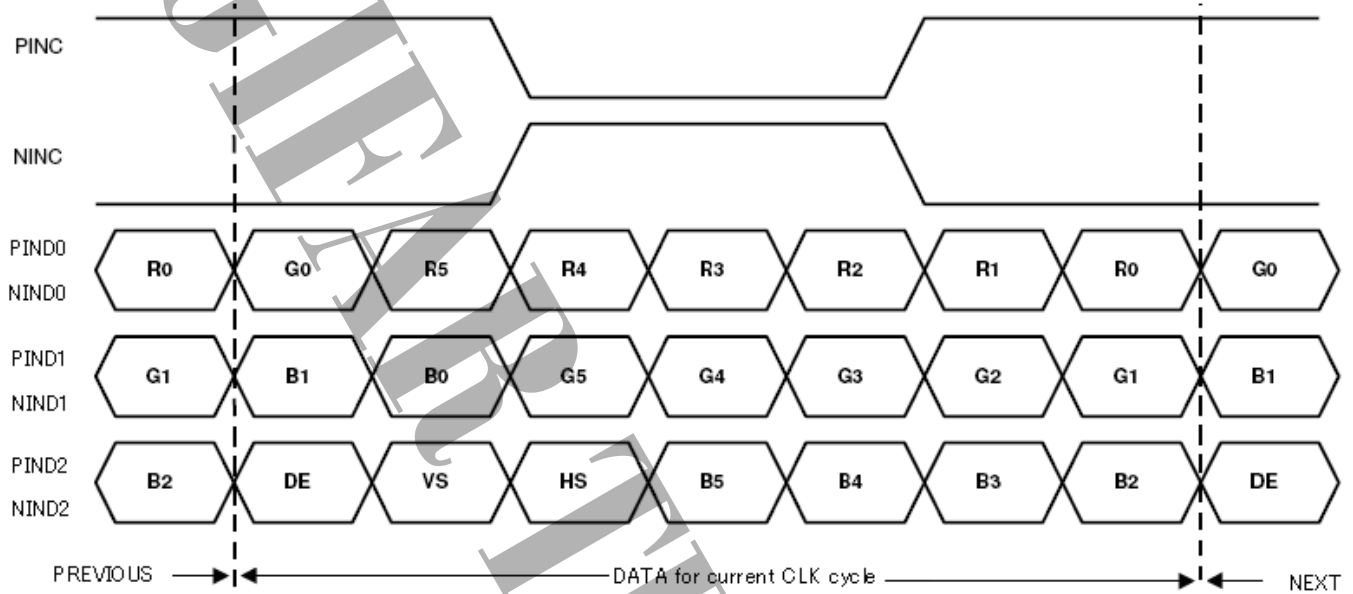 PINC
NINC
PIND0
NIND0
R0 G0 R5 R4 R3 R2 R1 R0 G0
PIND1
NIND1
G1 B1 B0 G5 G4 G3 G2 G1 B1
PIND2
NIND2
B2 DE VS HS B5 B4 B3 B2 DE
PREVIOUS DATA for current CLK cycle NEXT